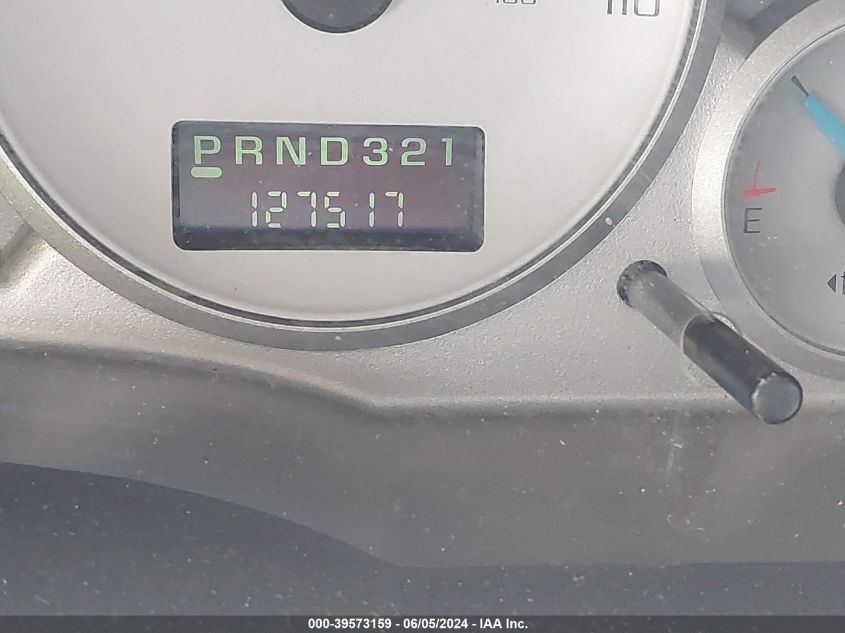 110
PRND321
127517
E
000-39573159 / 06/05/2024 - IAA Inc.